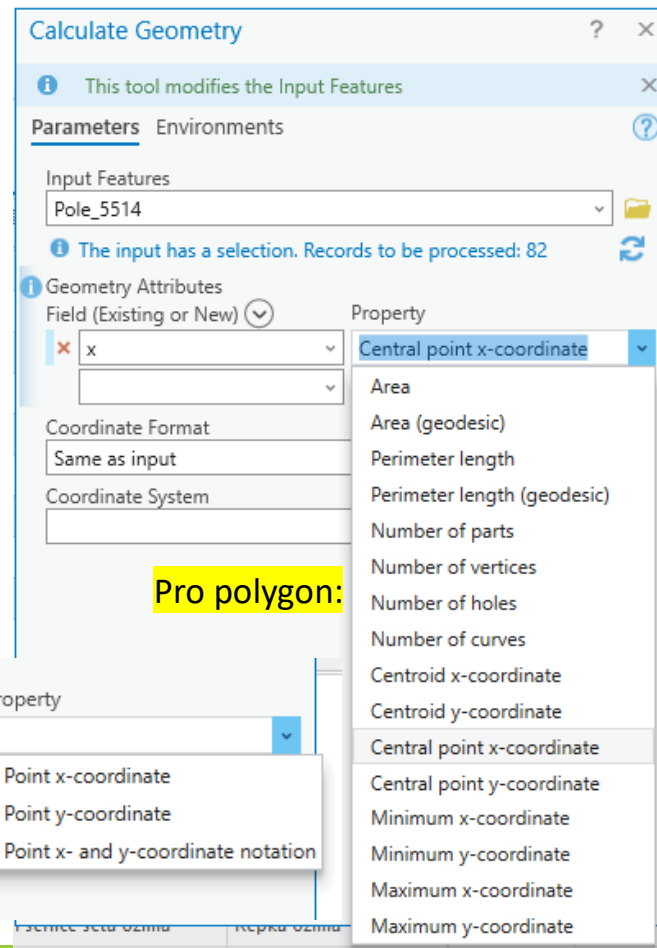 Calculate Geometry
This tool modifies the Input Features
Parameters Environments
Input Features
Pole_5514
The input has a selection. Records to be processed: 82
Geometry Attributes
Field (Existing or New) Property
x Central point x-coordinate
Coordinate Format
Same as input
Coordinate System
Area
Area (geodesic)
Perimeter length
Perimeter length (geodesic)
Number of parts
Number of vertices
Number of holes
Number of curves
Centroid x-coordinate
Centroid y-coordinate
Central point x-coordinate
Central point y-coordinate
Minimum x-coordinate
Minimum y-coordinate
Maximum x-coordinate
Maximum y-coordinate
Pro polygon:
roperty
Point x-coordinate
Point y-coordinate
Point x- and y-coordinate notation